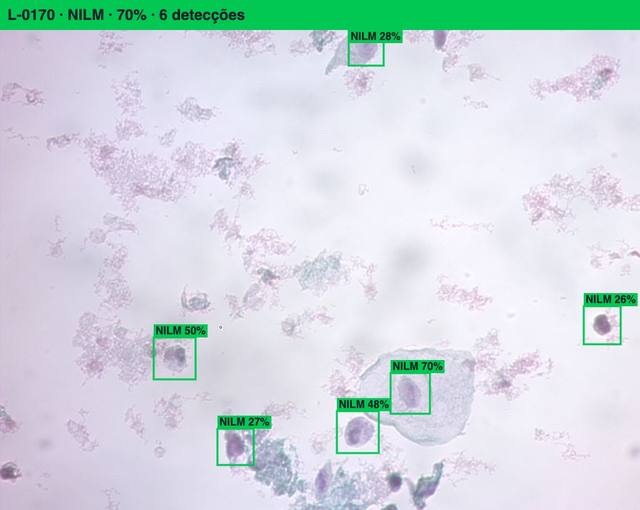 L-0170 · NILM · 70% · 6 detecções
NILM 28%
NILM 26%
NILM 50%
NILM 70%
NILM 48%
NILM 27%